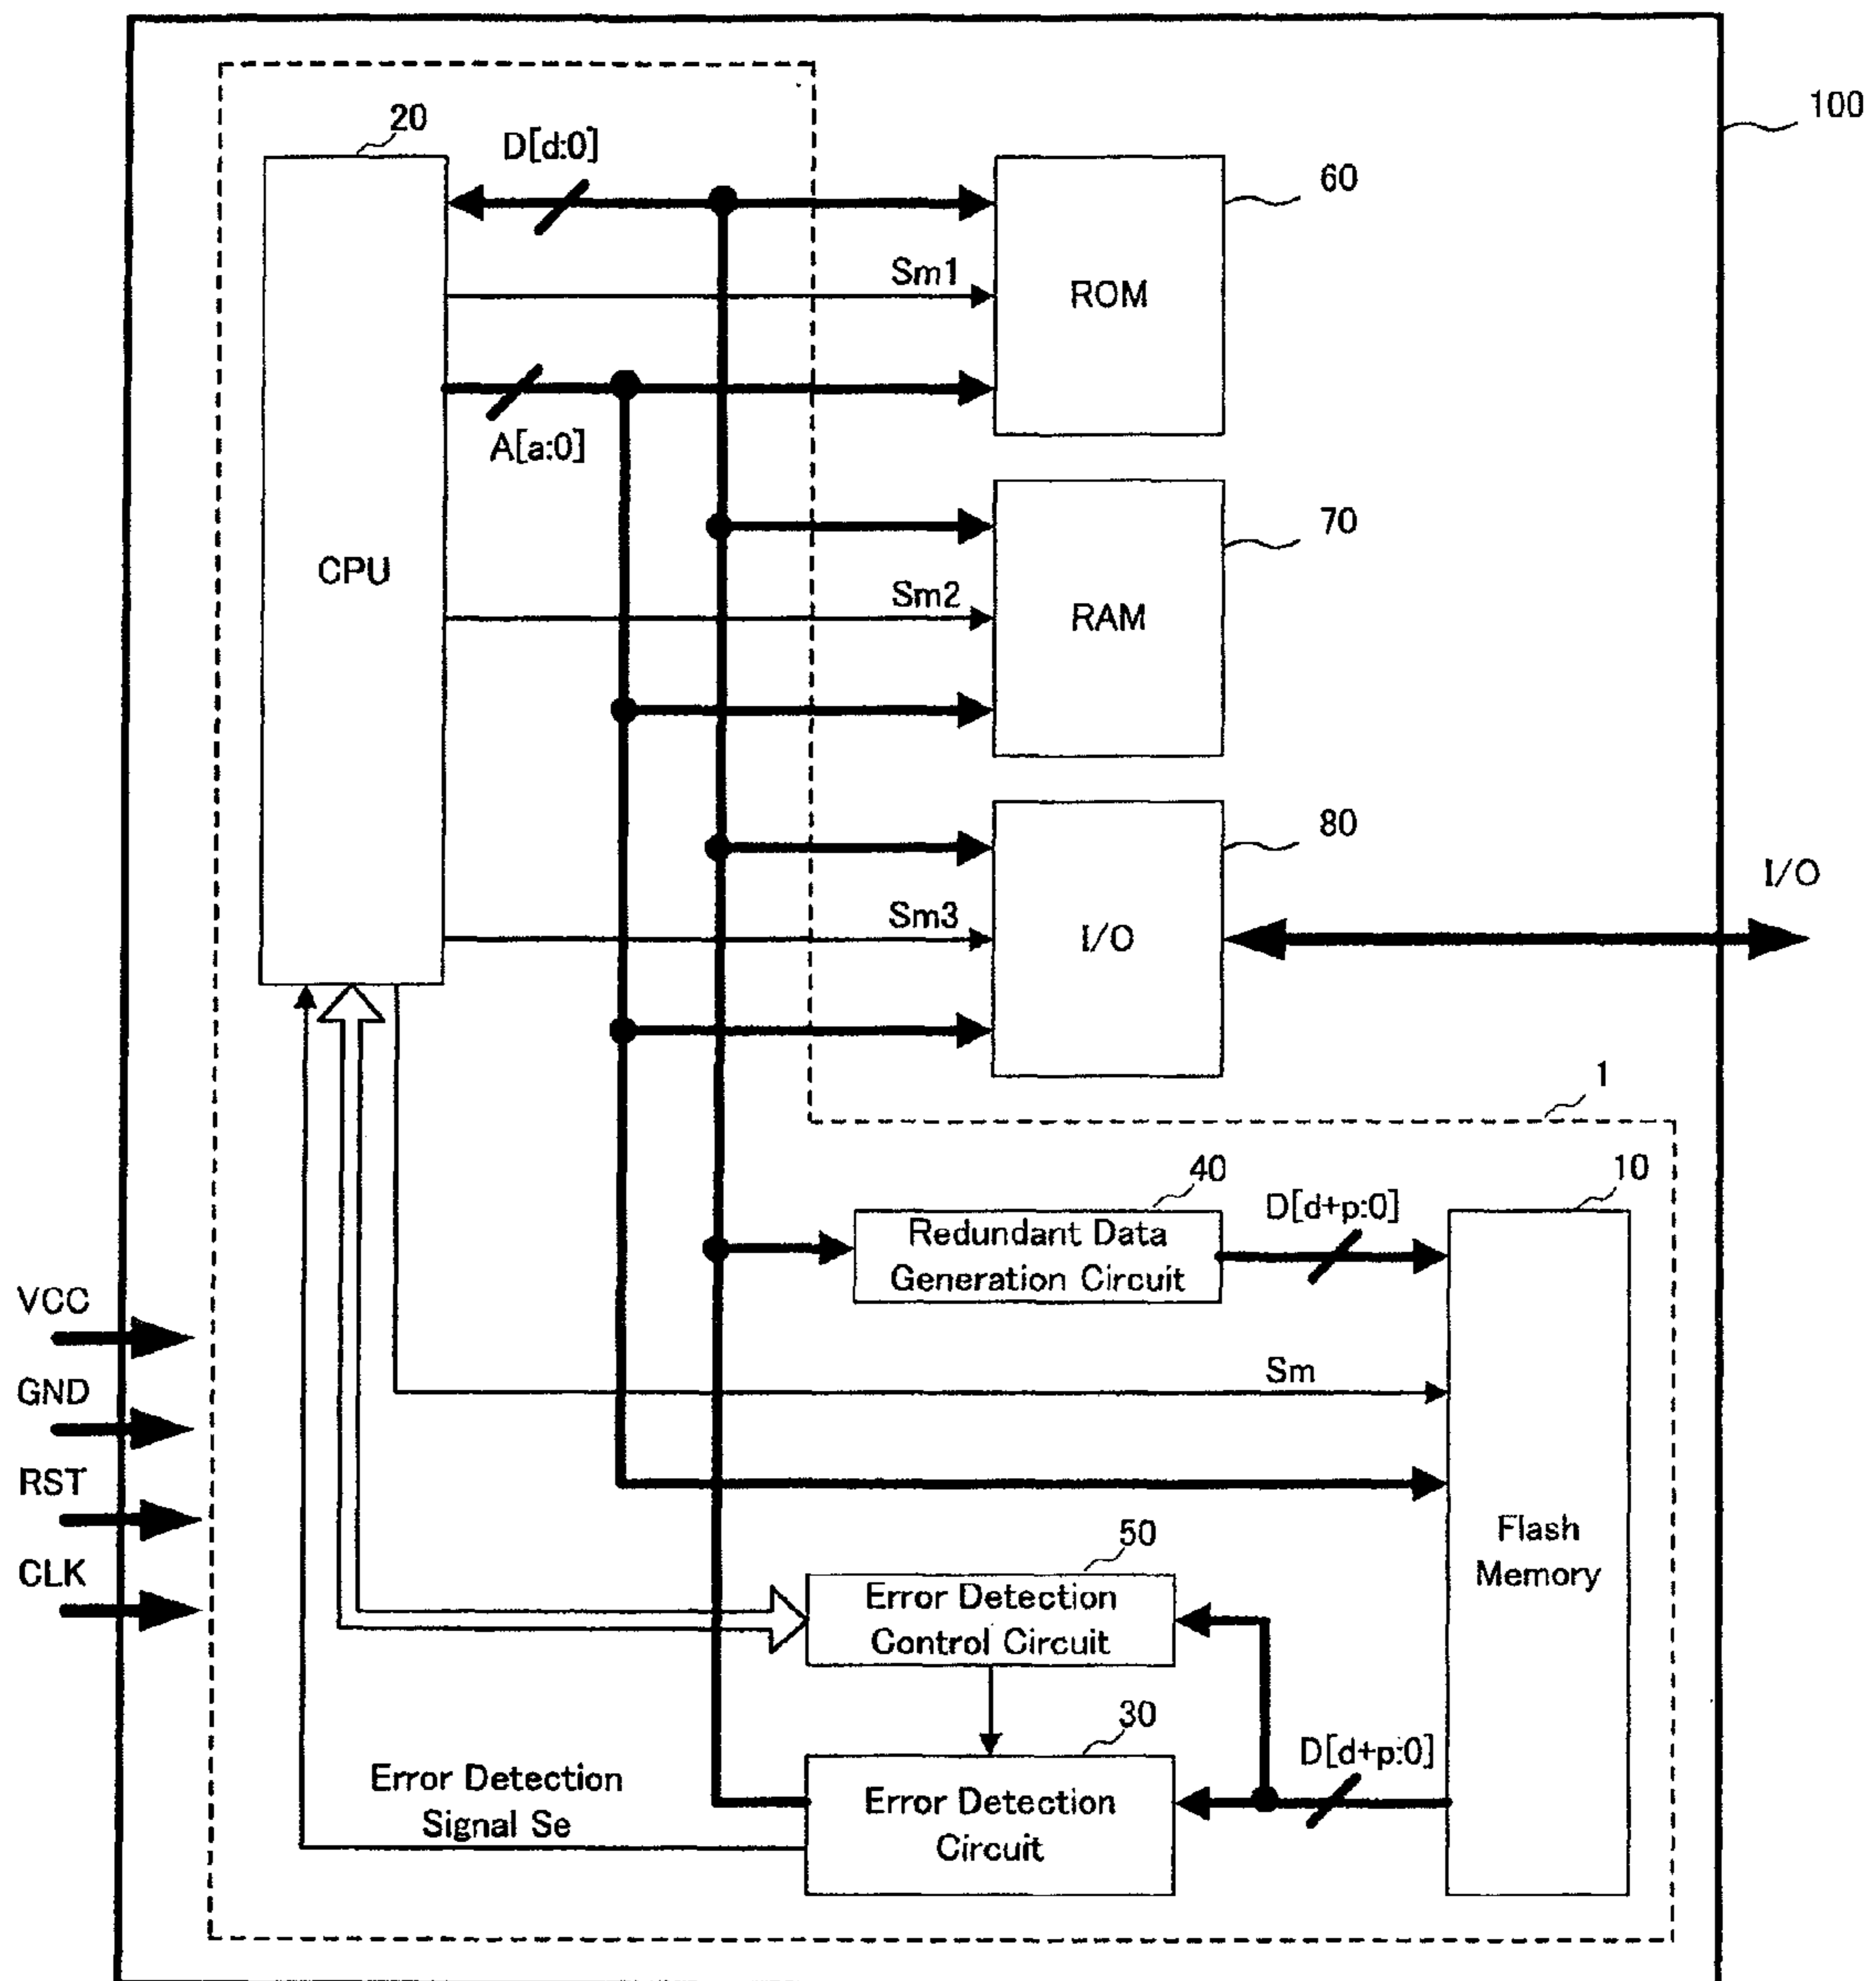 100
20
D[d:0]
60
Sm1
ROM
A[a:0]
70
CPU
Sm2
RAM
80
I/O
Sm3
I/O
1
40
10
D[d+p:0]
Redundant Data
Generation Circuit
VCC
Sm
GND
RST
50
Flash
Memory
CLK
Error Detection
Control Circuit
30
D[d+p:0]
Error Detection
Signal Se
Error Detection
Circuit